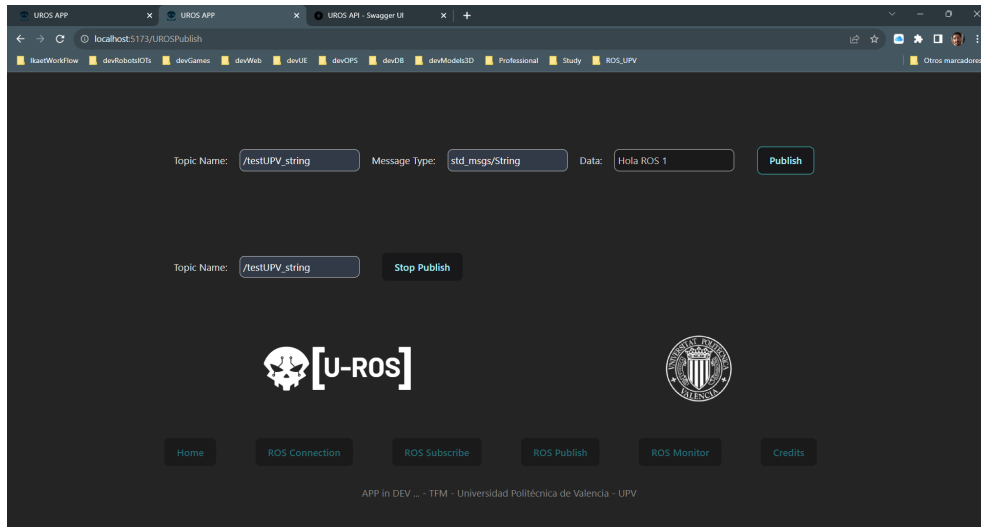 UROS APP
UROS APP
UROS API - Swagger UI
localhost:5173/UROSPublish
IkaetWorkFlow devRobotsIOTs devGames devWeb devUE devOPS devDB devModels3D Professional Study ROS_UPV Otros marcadores
Topic Name: /testUPV_string Message Type: std_msgs/String Data: Hola ROS 1 Publish
Topic Name: /testUPV_string Stop Publish
[U-ROS]
UNIVERSITAT POLITÈCNICA
VALENCIA
Home ROS Connection ROS Subscribe ROS Publish ROS Monitor Credits
APP in DEV ... - TFM - Universidad Politécnica de Valencia - UPV